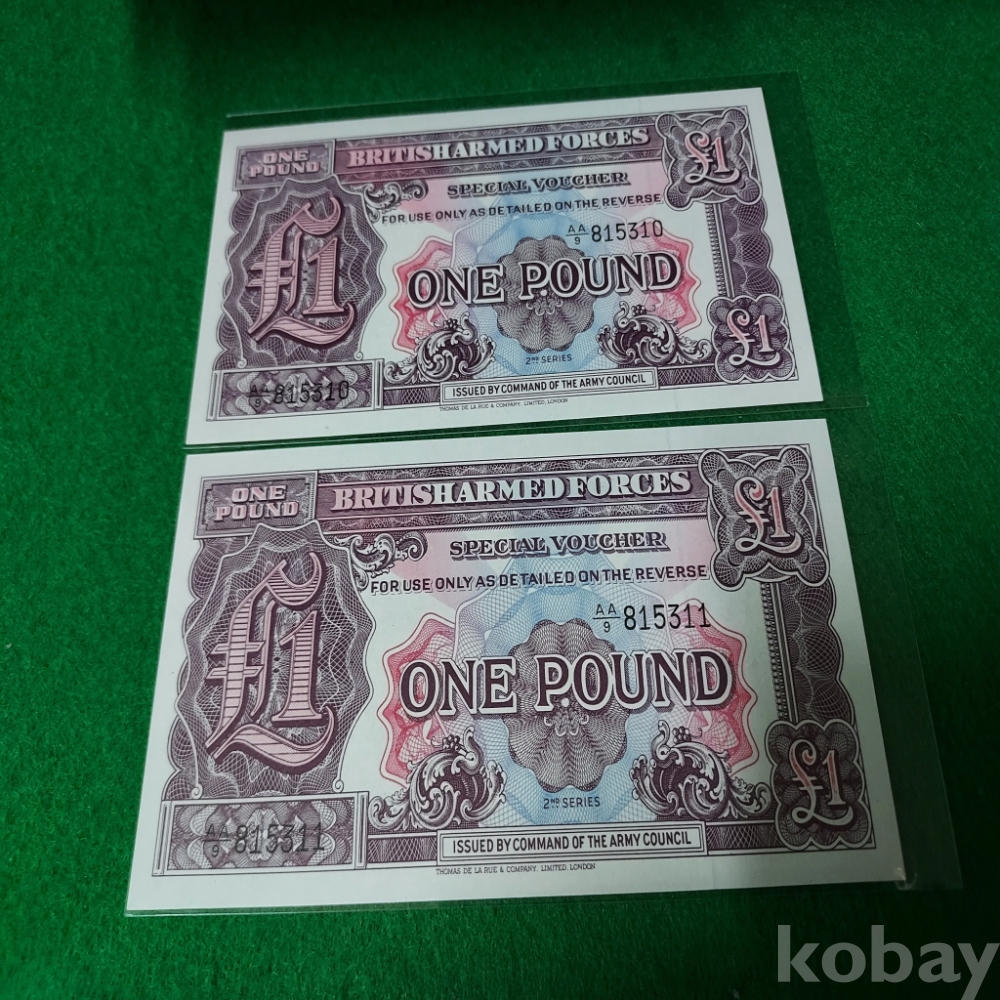 ONE POUND
BRITISH ARMED FORCES
£1
SPECIAL VOUCHER
FOR USE ONLY AS DETAILED ON THE REVERSE
AA/9 815310
£1
ONE POUND
£1
2ND SERIES
AA/9 815310
ISSUED BY COMMAND OF THE ARMY COUNCIL
THOMAS DE LA RUE & COMPANY, LIMITED, LONDON
ONE POUND
BRITISH ARMED FORCES
£1
SPECIAL VOUCHER
FOR USE ONLY AS DETAILED ON THE REVERSE
AA/9 815311
£1
ONE POUND
£1
2ND SERIES
AA/9 815311
ISSUED BY COMMAND OF THE ARMY COUNCIL
THOMAS DE LA RUE & COMPANY, LIMITED, LONDON
kobay